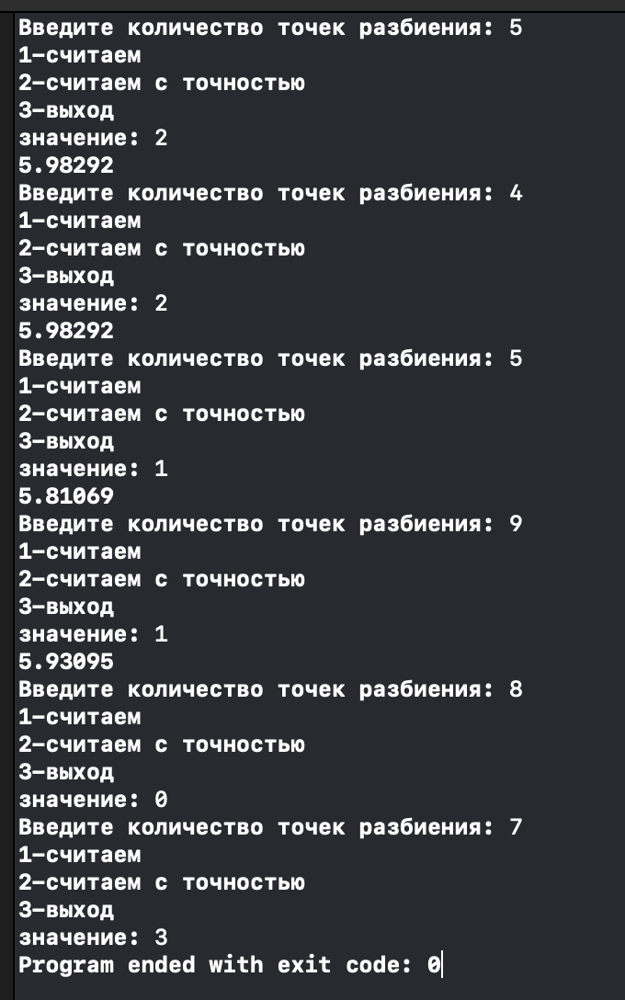 Введите количество точек разбиения: 5
1-считаем
2-считаем с точностью
3-выход
значение: 2
5.98292
Введите количество точек разбиения: 4
1-считаем
2-считаем с точностью
3-выход
значение: 2
5.98292
Введите количество точек разбиения: 5
1-считаем
2-считаем с точностью
3-выход
значение: 1
5.81069
Введите количество точек разбиения: 9
1-считаем
2-считаем с точностью
3-выход
значение: 1
5.93095
Введите количество точек разбиения: 8
1-считаем
2-считаем с точностью
3-выход
значение: 0
Введите количество точек разбиения: 7
1-считаем
2-считаем с точностью
3-выход
значение: 3
Program ended with exit code: 0